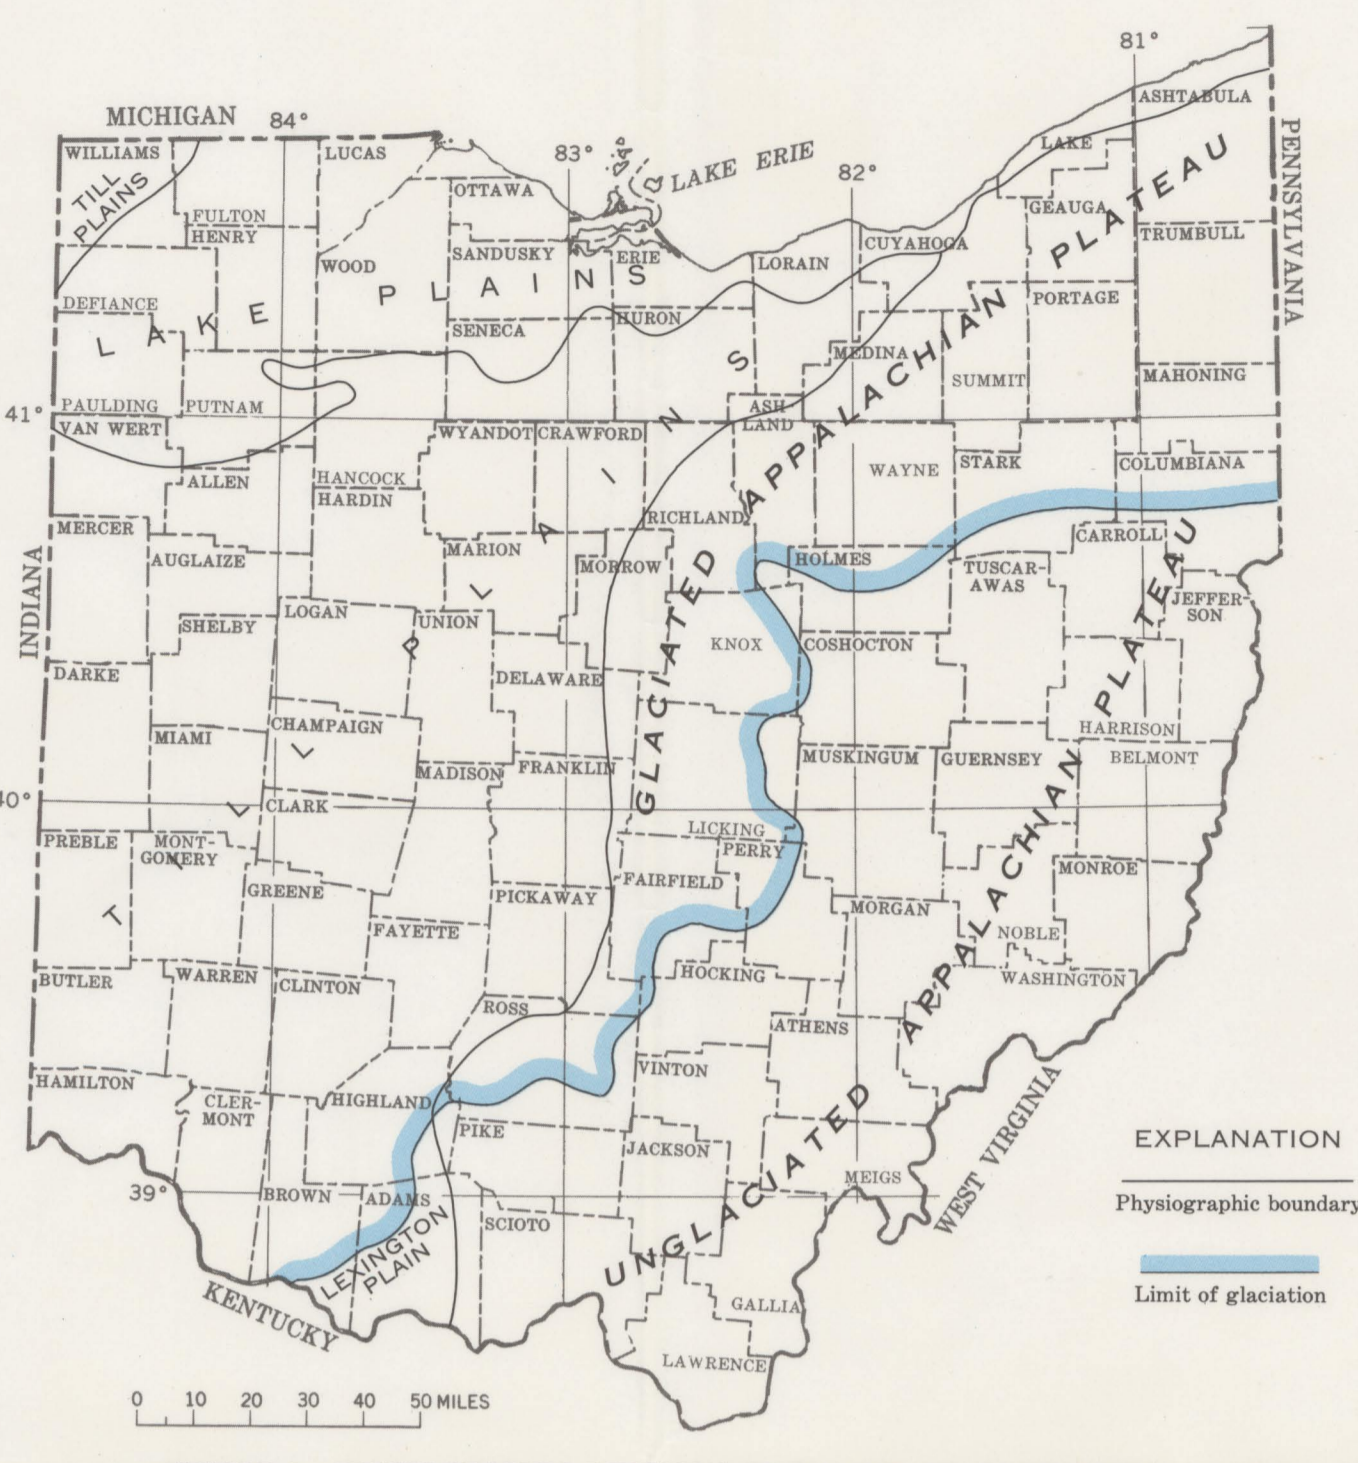 81°
ASHTABULA
MICHIGAN
84°
LAKE
PENNSYLVANIA
WILLIAMS
LUCAS
83°
LAKE ERIE
82°
TILL
PLAINS
OTTAWA
GEAUGA
FULTON
HENRY
TRUMBULL
CUYAHOGA
WOOD
SANDUSKY
ERIE
LORAIN
LAKE PLAINS
DEFIANCE
PORTAGE
SENECA
HURON
MEDINA
SUMMIT
MAHONING
41°
PAULDING
PUTNAM
ASH-
LAND
VAN WERT
WYANDOT
CRAWFORD
WAYNE
STARK
COLUMBIANA
ALLEN
HANCOCK
HARDIN
RICHLAND
GLACIATED APPALACHIAN PLATEAU
MERCER
CARROLL
INDIANA
AUGLAIZE
MARION
MORROW
HOLMES
TUSCAR-
AWAS
JEFFER-
SON
LOGAN
UNION
SHELBY
KNOX
COSHOCTON
DARKE
DELAWARE
CHAMPAIGN
HARRISON
MIAMI
MADISON
FRANKLIN
MUSKINGUM
GUERNSEY
BELMONT
TILL PLAINS
40°
CLARK
LICKING
PREBLE
MONT-
GOMERY
PERRY
GREENE
FAIRFIELD
MONROE
PICKAWAY
MORGAN
FAYETTE
NOBLE
BUTLER
WARREN
CLINTON
HOCKING
WASHINGTON
ROSS
ATHENS
UNGLACIATED APPALACHIAN PLATEAU
HAMILTON
CLER-
MONT
HIGHLAND
VINTON
PIKE
JACKSON
WEST VIRGINIA
MEIGS
39°
BROWN
ADAMS
SCIOTO
LEXINGTON
PLAIN
KENTUCKY
GALLIA
LAWRENCE
EXPLANATION
Physiographic boundary
Limit of glaciation
0 10 20 30 40 50 MILES